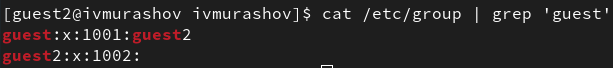 [guest2@ivmurashov ivmurashov]$ cat /etc/group | grep 'guest'
guest:x:1001:guest2
guest2:x:1002: